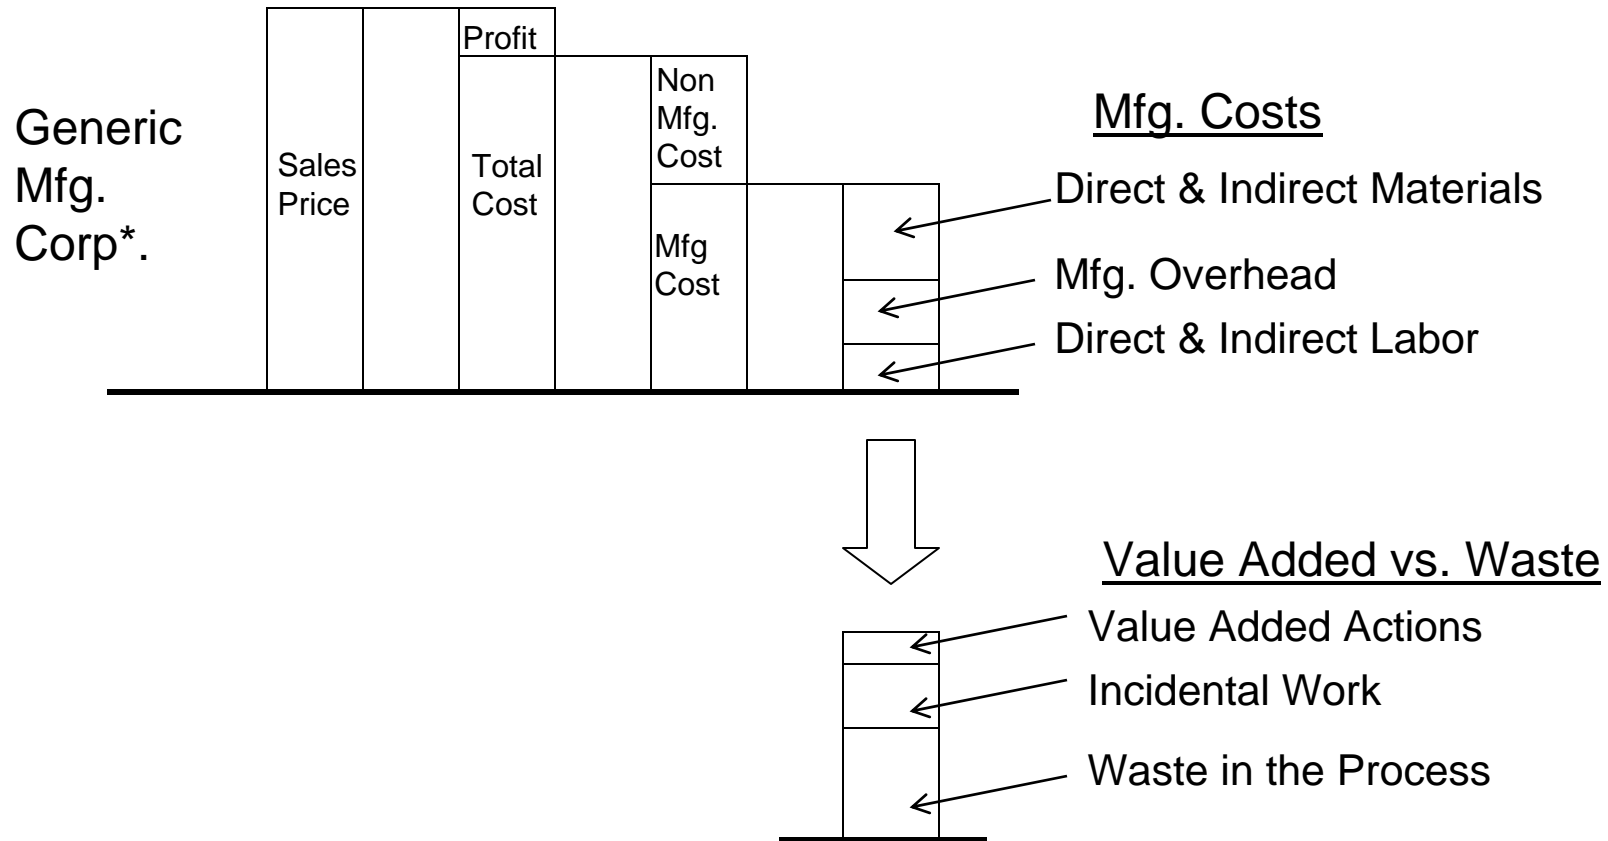 Generic
Mfg.
Corp*.
Sales
Price
Profit
Total
Cost
Non
Mfg.
Cost
Mfg
Cost
Mfg. Costs
Direct & Indirect Materials
Mfg. Overhead
Direct & Indirect Labor
Value Added vs. Waste
Value Added Actions
Incidental Work
Waste in the Process